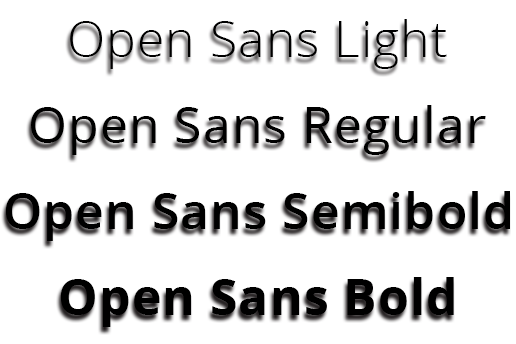 Open Sans Light
Open Sans Regular
Open Sans Semibold
Open Sans Bold